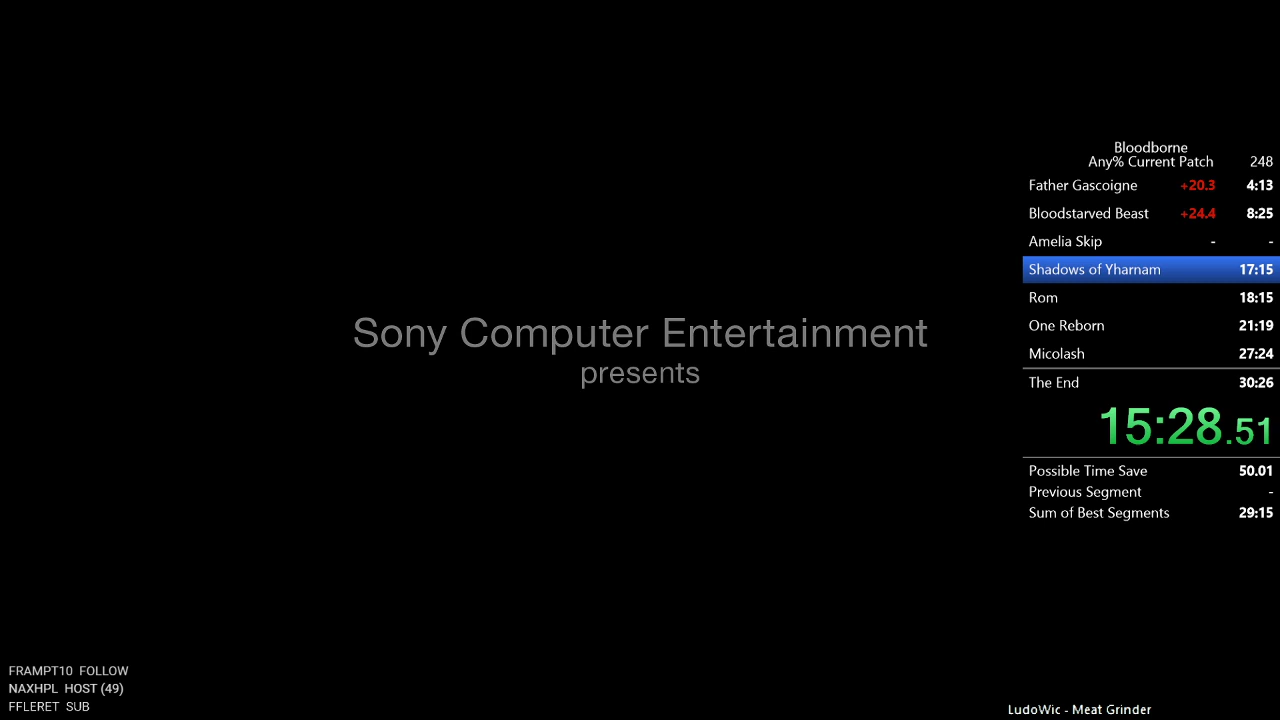 Sony Computer Entertainment
presents
Bloodborne
Any% Current Patch 248
Father Gascoigne +20.3 4:13
Bloodstarved Beast +24.4 8:25
Amelia Skip - -
Shadows of Yharnam 17:15
Rom 18:15
One Reborn 21:19
Micolash 27:24
The End 30:26
15:28.51
Possible Time Save 50.01
Previous Segment -
Sum of Best Segments 29:15
FRAMPT10 FOLLOW
NAXHPL HOST (49)
FFLERET SUB
LudoWic - Meat Grinder